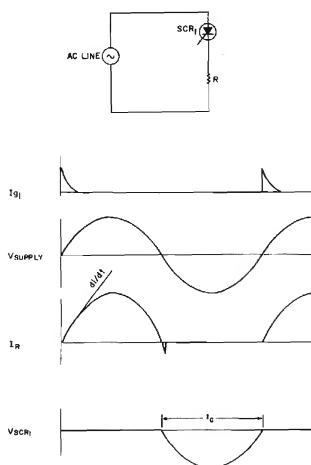 SCR1
AC LINE
R
Ig1
VSUPPLY
di/dt
IR
tc
VSCR1